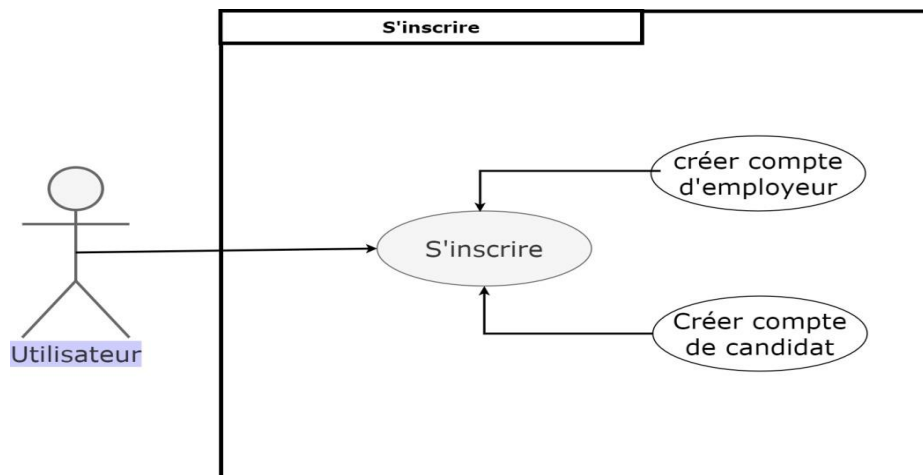 S'inscrire
créer compte
d'employeur
S'inscrire
Créer compte
de candidat
Utilisateur